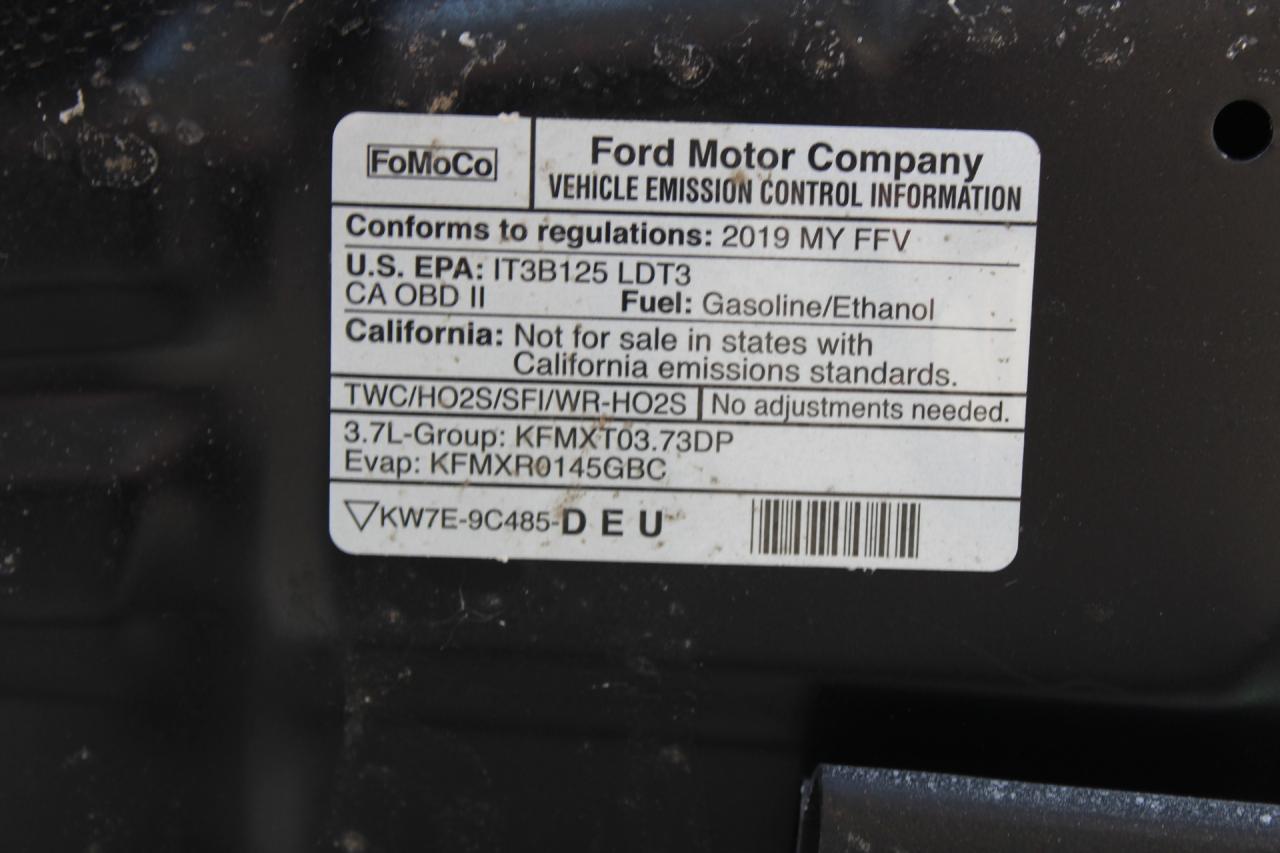 FoMoCo
Ford Motor Company
VEHICLE EMISSION CONTROL INFORMATION
Conforms to regulations: 2019 MY FFV
U.S. EPA: IT3B125 LDT3
CA OBD II Fuel: Gasoline/Ethanol
California: Not for sale in states with
California emissions standards.
TWC/HO2S/SFI/WR-HO2S No adjustments needed.
3.7L-Group: KFMXT03.73DP
Evap: KFMXR0145GBC
KW7E-9C485-DEU